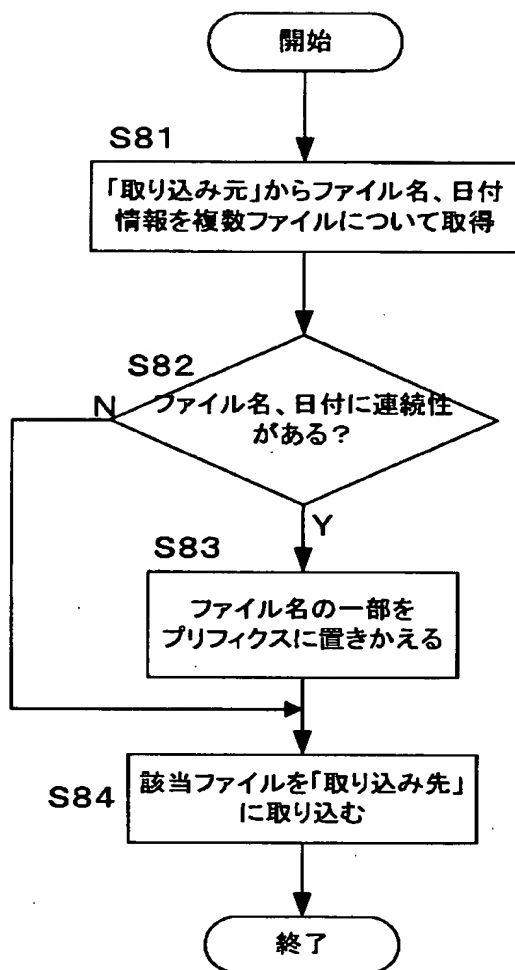 開始
S81
「取り込み元」からファイル名、日付
情報を複数ファイルについて取得
S82
N
ファイル名、日付に連続性
がある?
Y
S83
ファイル名の一部を
プリフィクスに置きかえる
S84
該当ファイルを「取り込み先」
に取り込む
終了